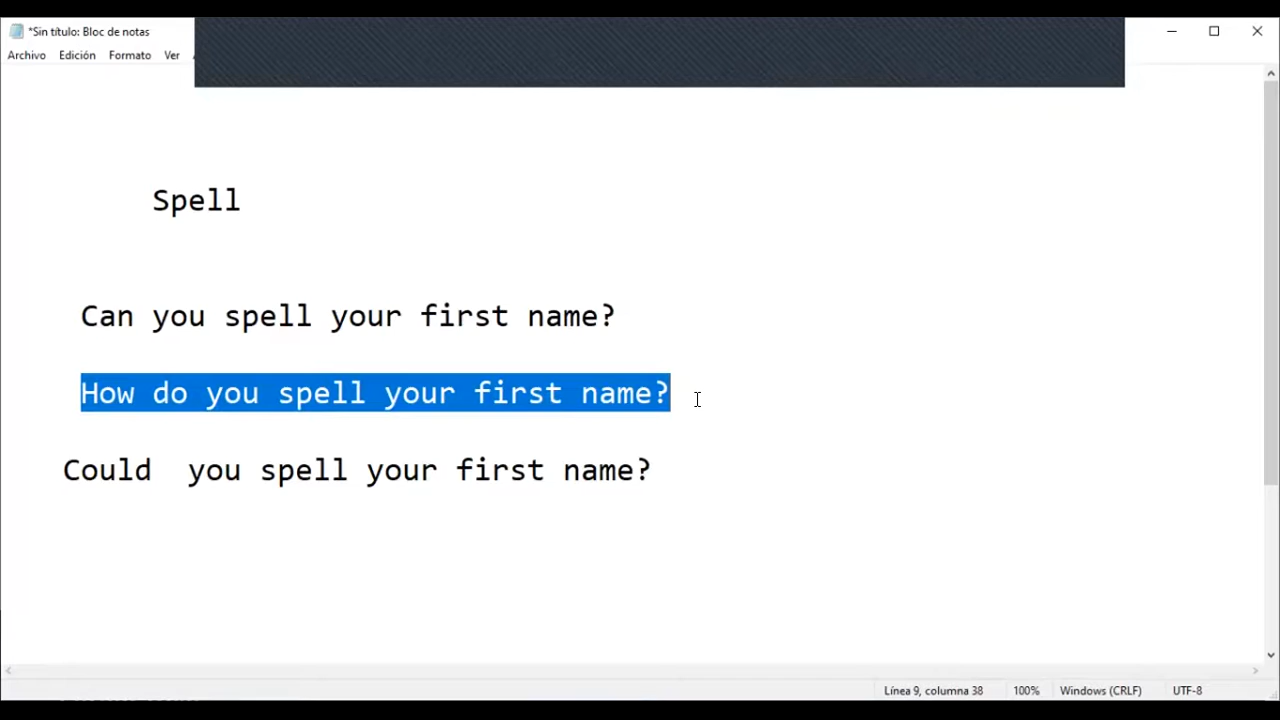 *Sin título: Bloc de notas
Archivo Edición Formato Ver
Spell
Can you spell your first name?
How do you spell your first name?
Could you spell your first name?
Línea 9, columna 38 100% Windows (CRLF) UTF-8